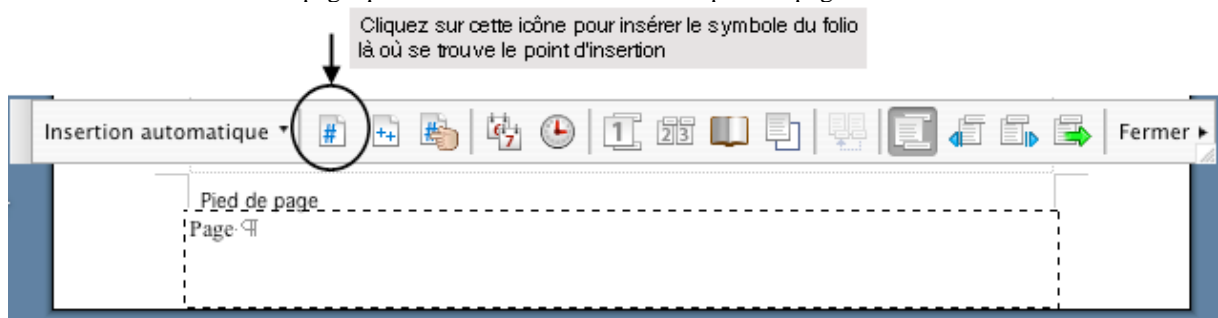 Cliquez sur cette icône pour insérer le symbole du folio
là où se trouve le point d'insertion
Insertion automatique
Fermer
Pied de page
Page